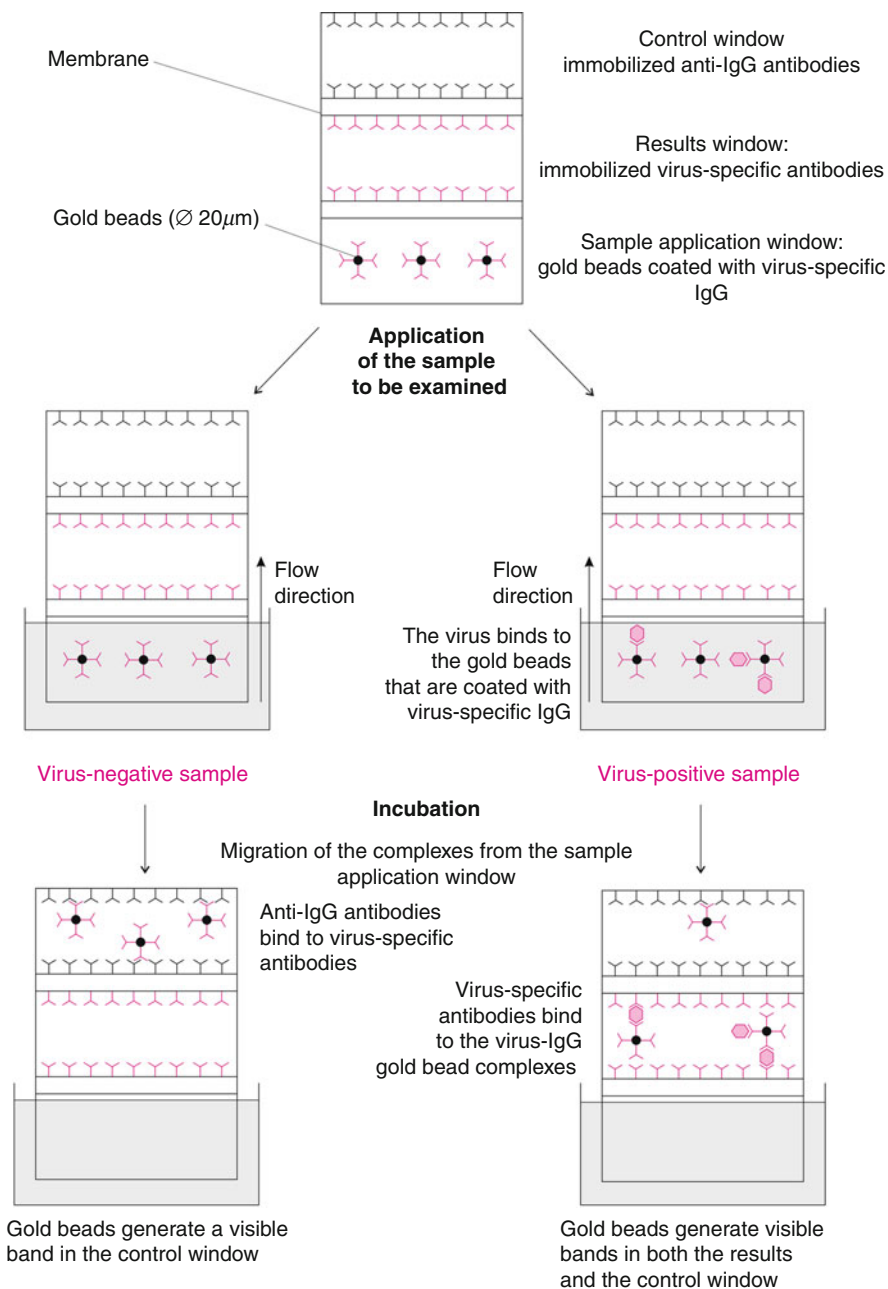 Membrane
Control window
immobilized anti-IgG antibodies
Results window:
immobilized virus-specific antibodies
Gold beads (∅ 20μm)
Sample application window:
gold beads coated with virus-specific
IgG
Application
of the sample
to be examined
Flow
direction
Flow
direction
The virus binds to
the gold beads
that are coated with
virus-specific IgG
Virus-negative sample
Virus-positive sample
Incubation
Migration of the complexes from the sample
application window
Anti-IgG antibodies
bind to virus-specific
antibodies
Virus-specific
antibodies bind
to the virus-IgG
gold bead complexes
Gold beads generate a visible
band in the control window
Gold beads generate visible
bands in both the results
and the control window